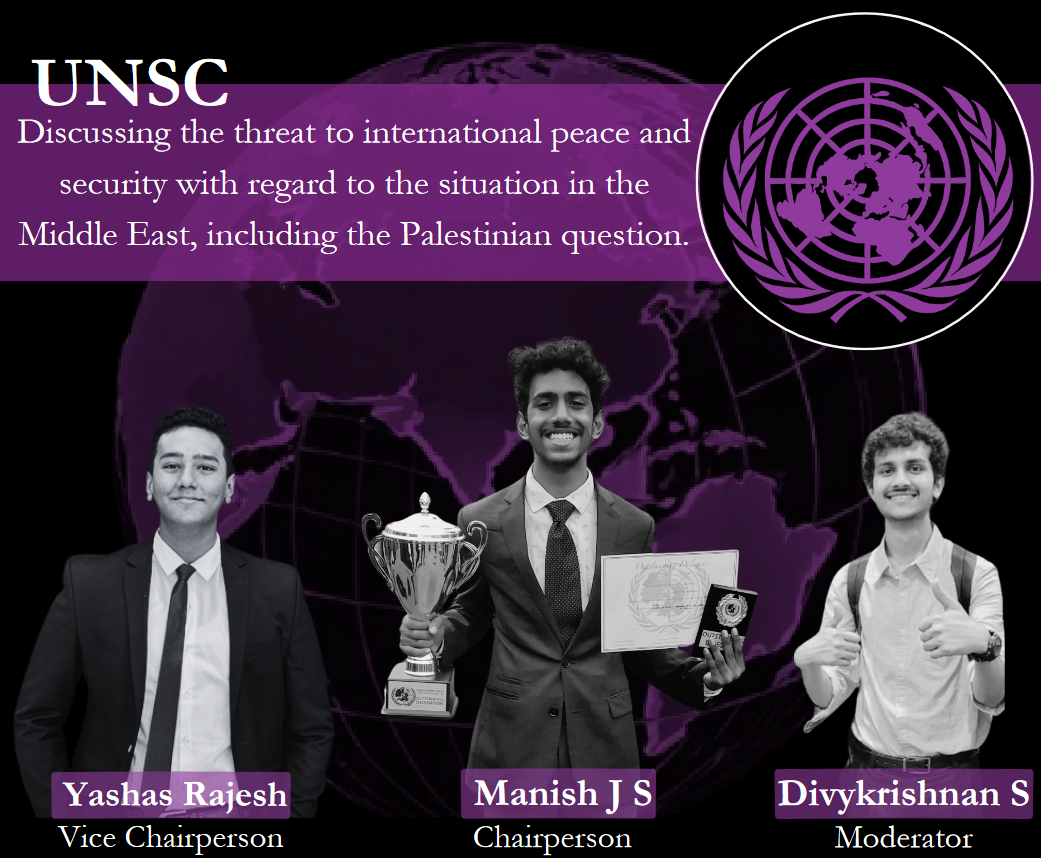 UNSC
Discussing the threat to international peace and
security with regard to the situation in the
Middle East, including the Palestinian question.
Yashas Rajesh
Manish J S
Divykrishnan S
Vice Chairperson
Chairperson
Moderator